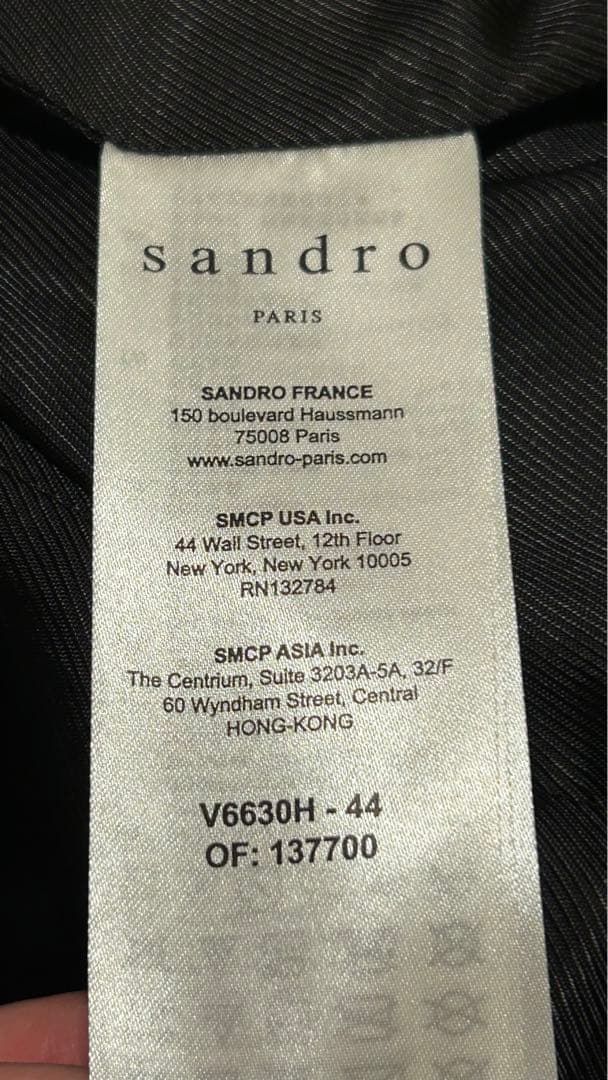 sandro
PARIS
SANDRO FRANCE
150 boulevard Haussmann
75008 Paris
www.sandro-paris.com
SMCP USA Inc.
44 Wall Street, 12th Floor
New York, New York 10005
RN132784
SMCP ASIA Inc.
The Centrium, Suite 3203A-5A, 32/F
60 Wyndham Street, Central
HONG-KONG
V6630H - 44
OF: 137700